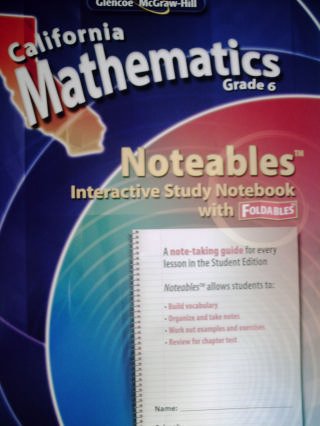 Glencoe McGraw-Hill
California
Mathematics
Grade 6
Noteables™
Interactive Study Notebook
with FOLDABLES®
A note-taking guide for every
lesson in the Student Edition
Noteables™ allows students to:
• Build vocabulary
• Organize and take notes
• Work out examples and exercises
• Review for chapter test
Name: